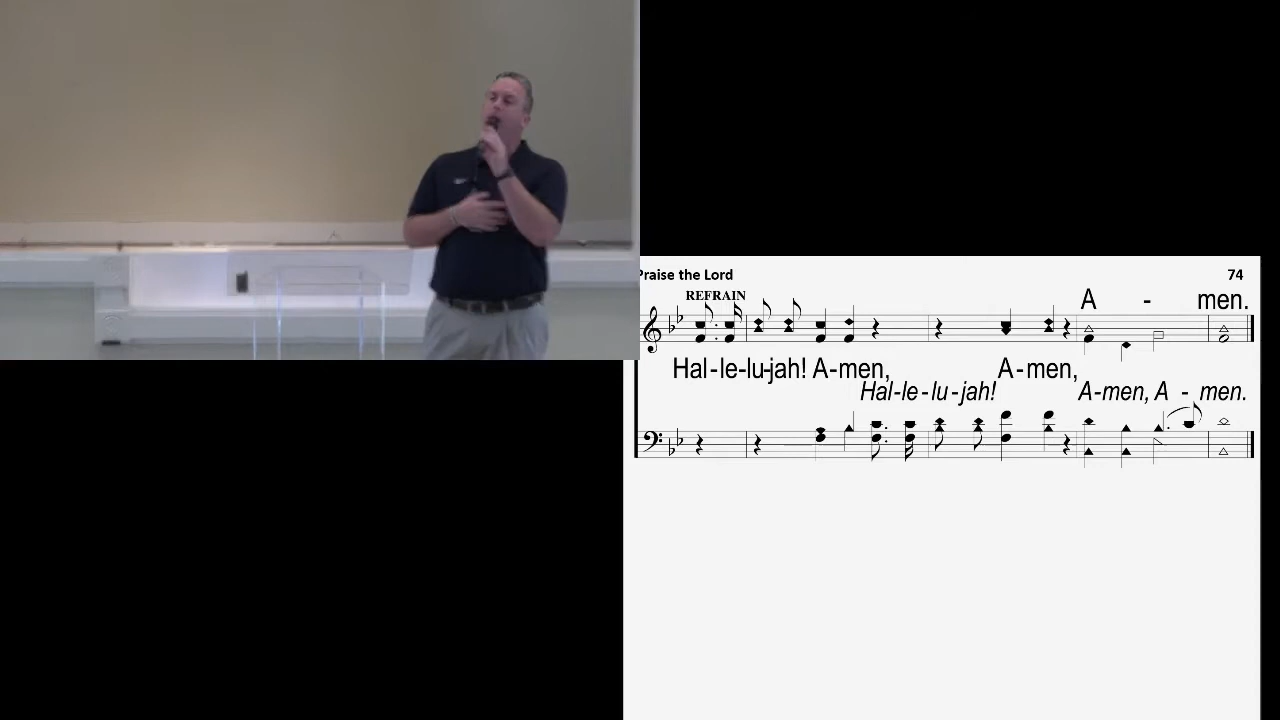 Praise the Lord 74
REFRAIN
A - men.
Hal-le-lu-jah! A-men, A-men,
Hal-le-lu-jah! A-men, A - men.